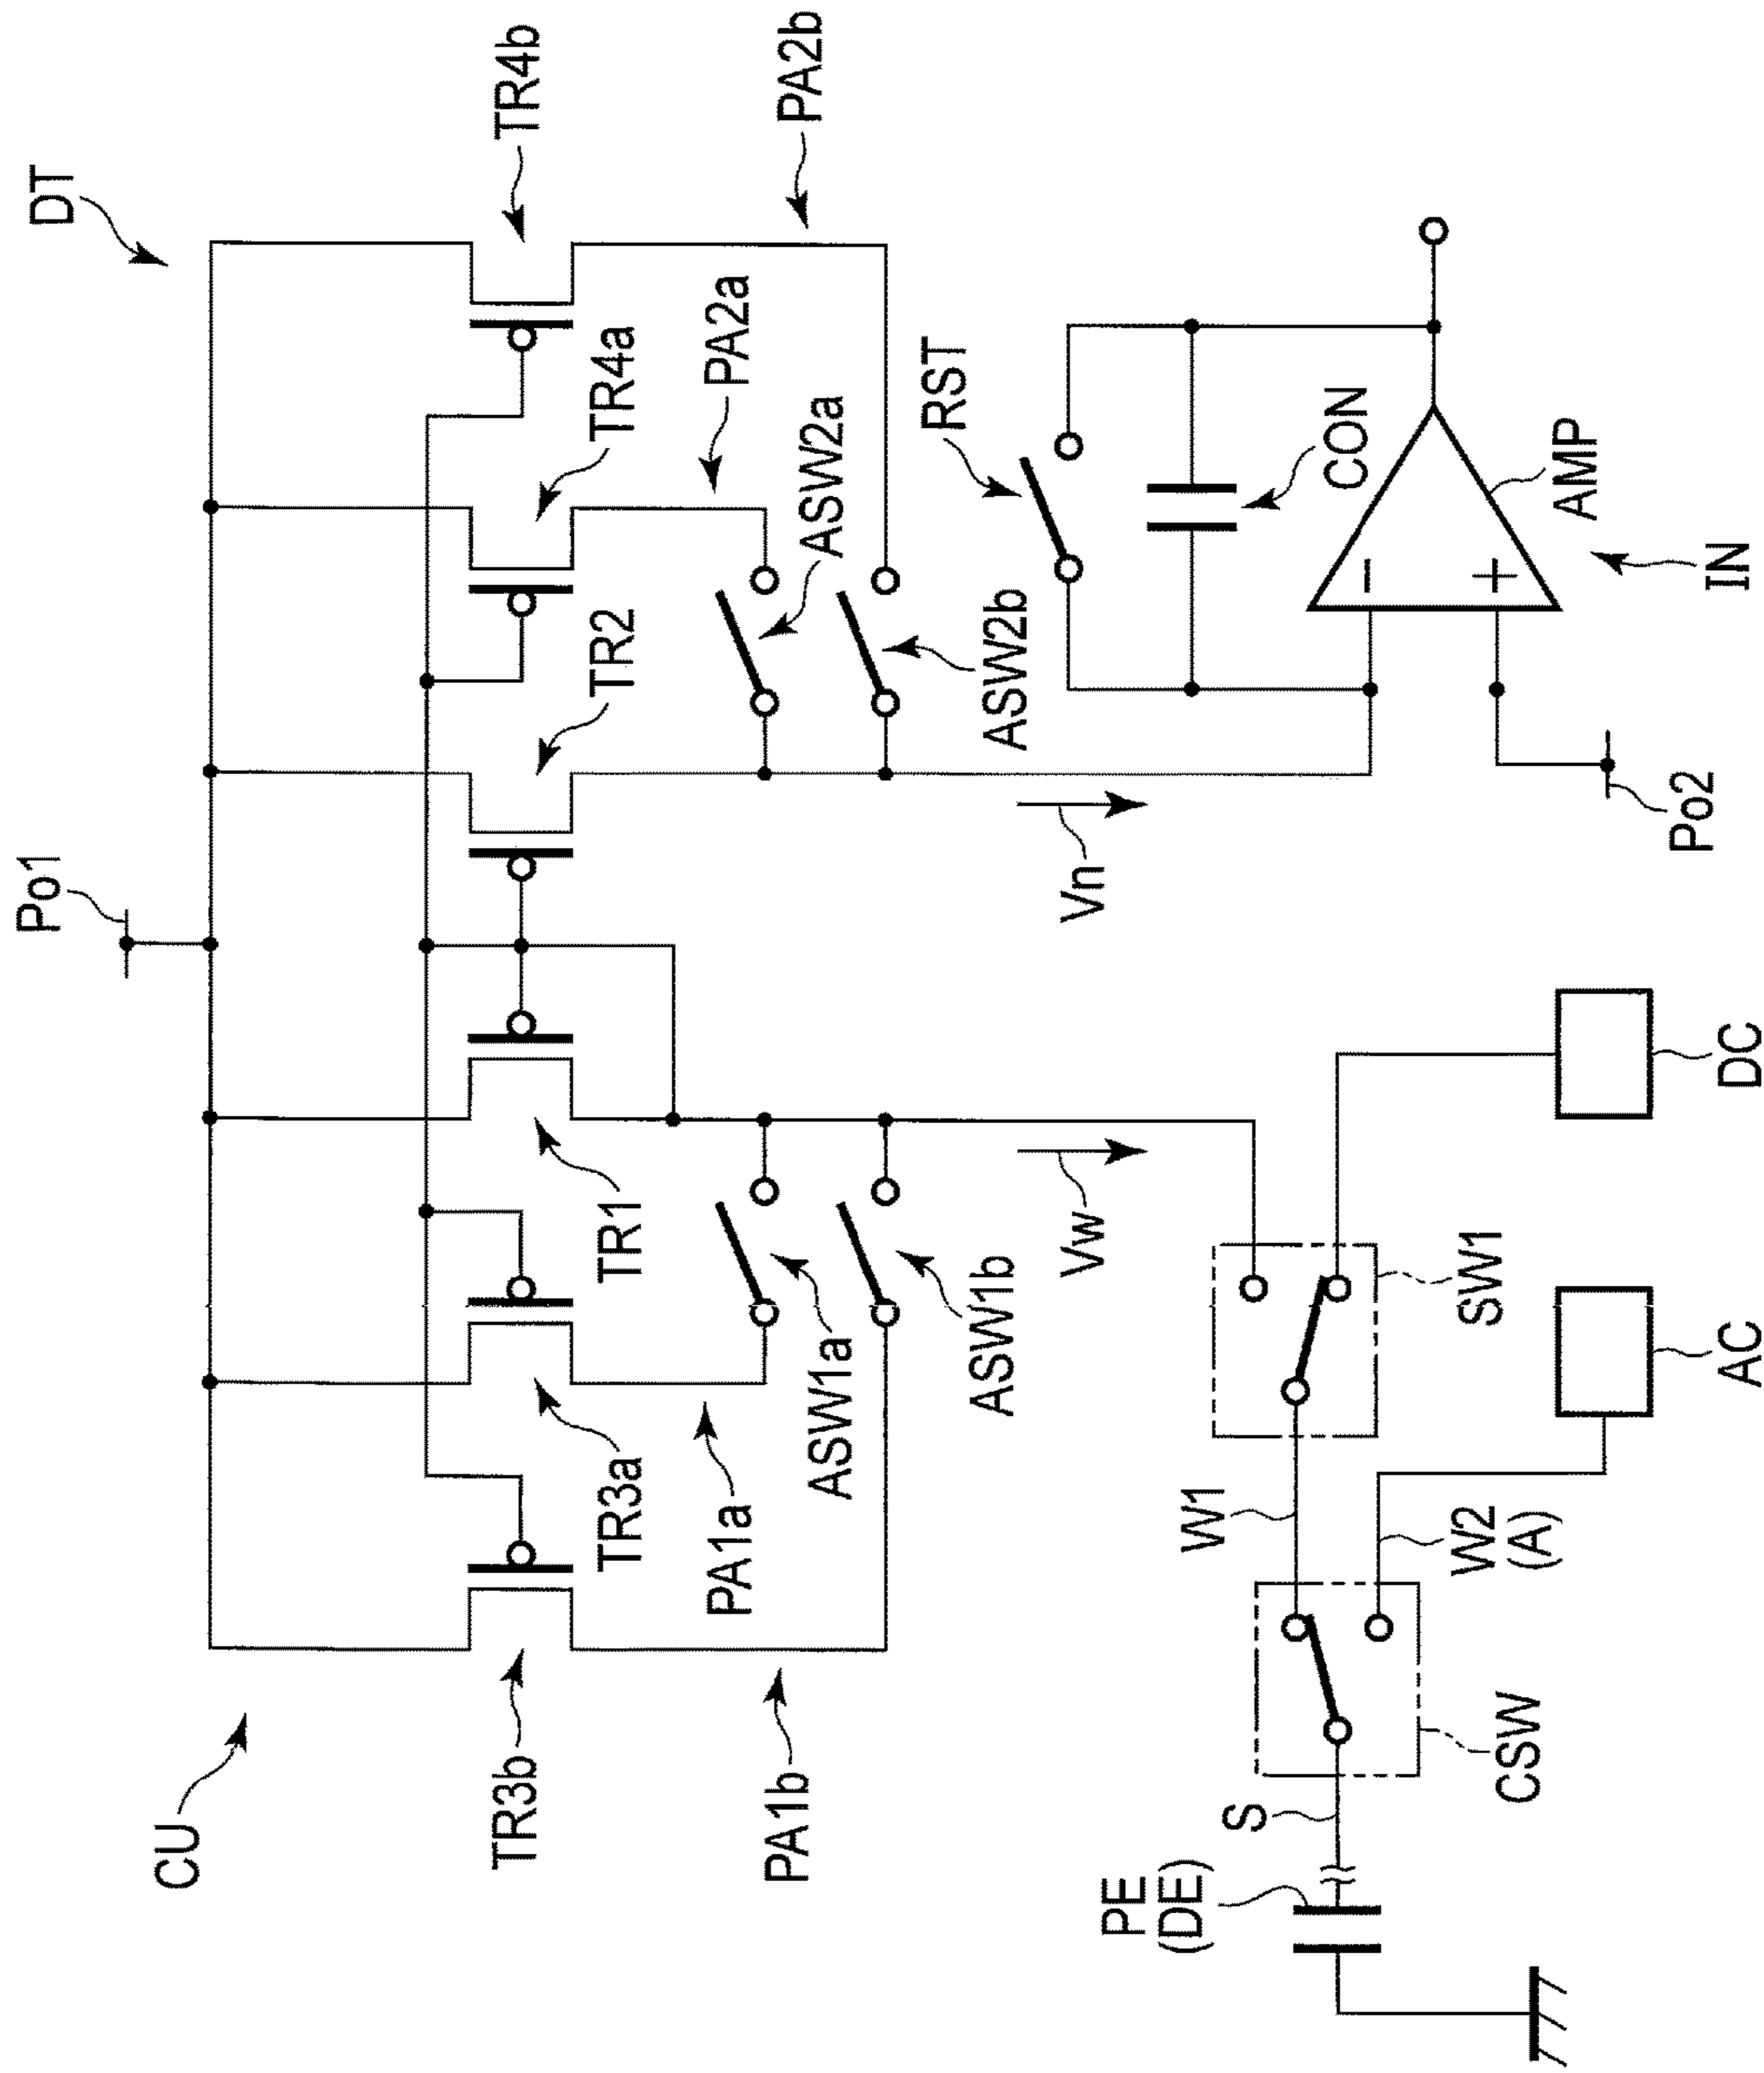 DT
Po1
CU
TR4b
PA2b
TR4a
PA2a
TR2
ASW2a
ASW2b
TR1
TR3a
TR3b
PA1a
PA1b
ASW1a
ASW1b
RST
CON
AMP
−
+
IN
Vn
Vw
Po2
DC
AC
SW1
W1
W2
(A)
CSW
S
PE
(DE)